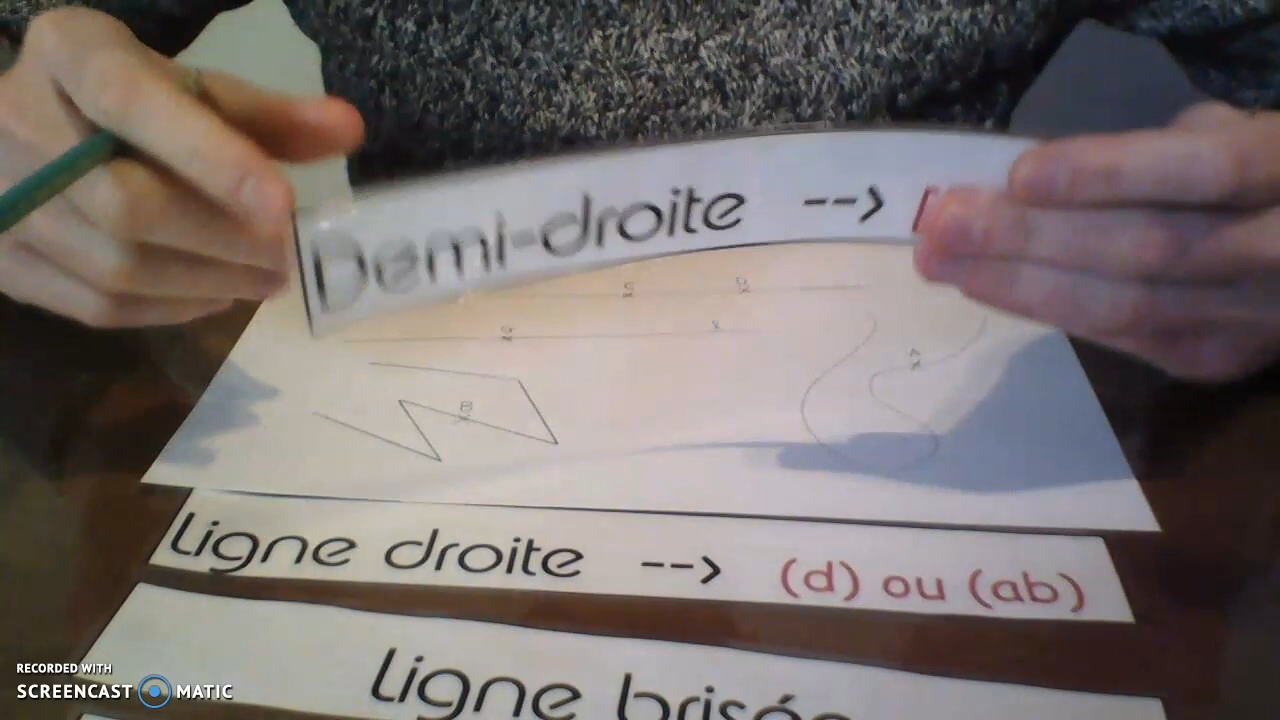 Demi-droite --> [
C D
G x
A
B
Ligne droite --> (d) ou (ab)
Ligne brisée
RECORDED WITH
SCREENCAST MATIC